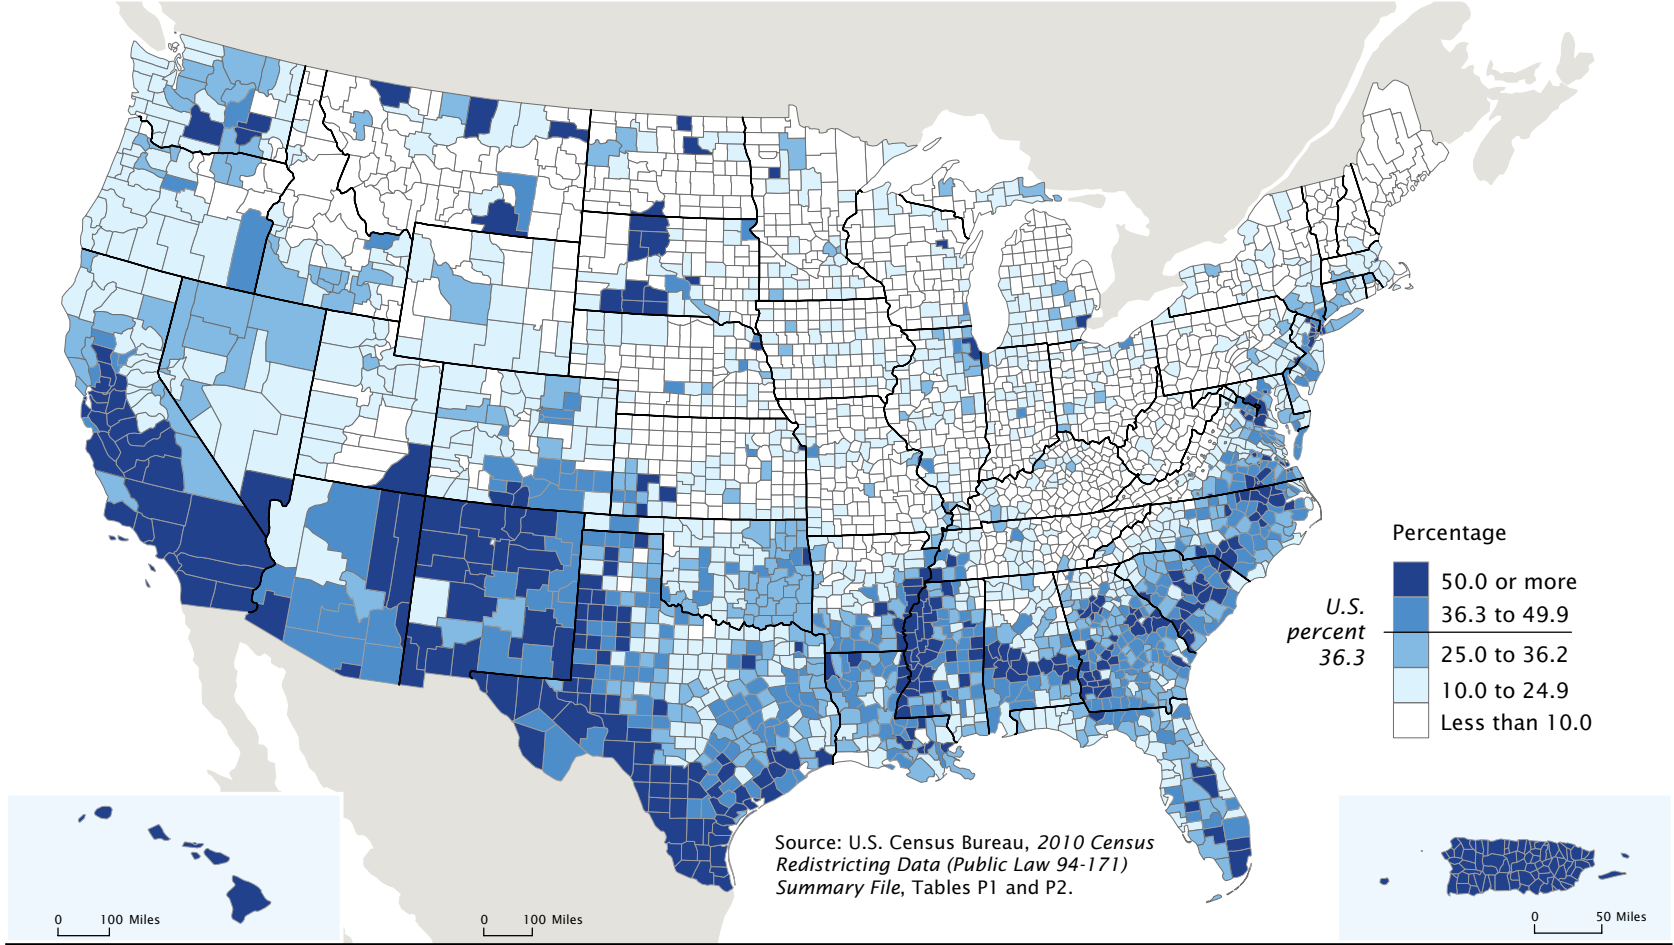 Percentage
50.0 or more
36.3 to 49.9
U.S.
percent
36.3
25.0 to 36.2
10.0 to 24.9
Less than 10.0
Source: U.S. Census Bureau, 2010 Census
Redistricting Data (Public Law 94-171)
Summary File, Tables P1 and P2.
0 100 Miles
0 100 Miles
0 50 Miles